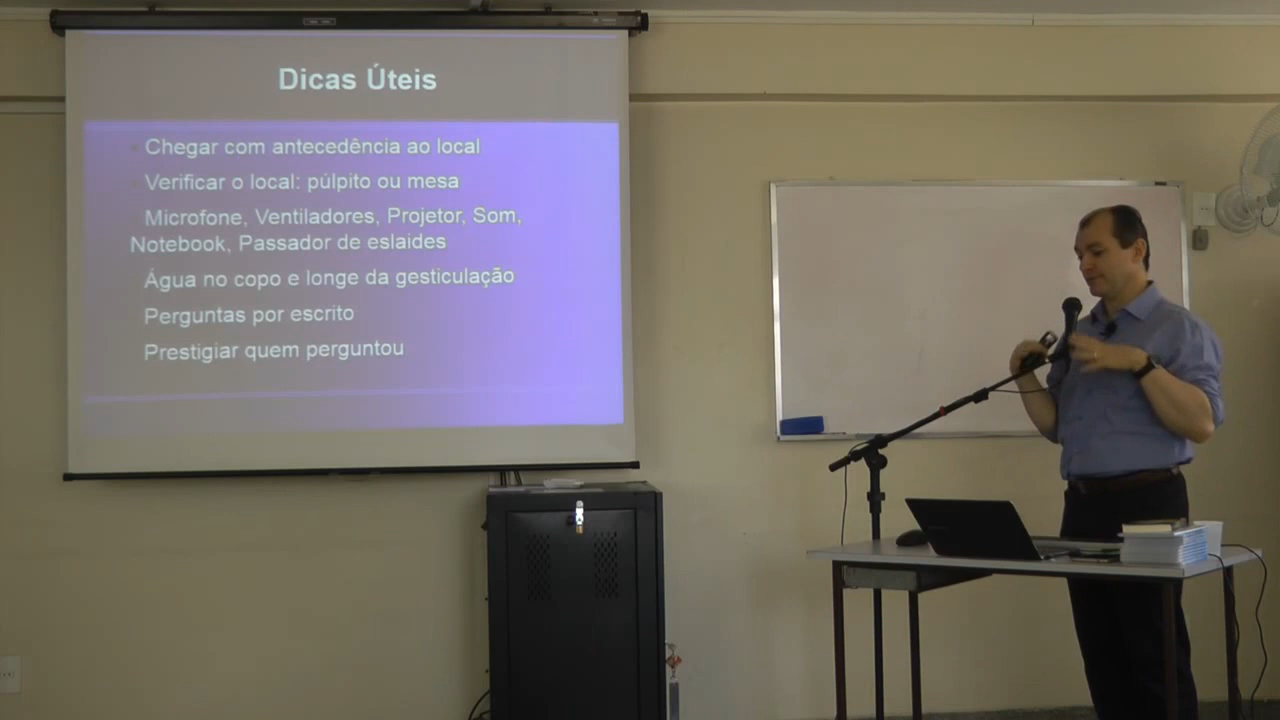 Dicas Úteis
Chegar com antecedência ao local
Verificar o local: púlpito ou mesa
Microfone, Ventiladores, Projetor, Som,
Notebook, Passador de eslaides
Água no copo e longe da gesticulação
Perguntas por escrito
Prestigiar quem perguntou